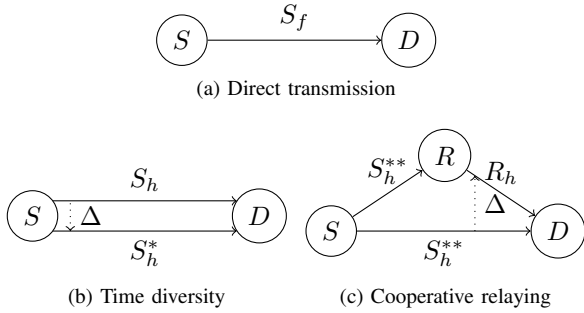 S_f
S D
(a) Direct transmission
S_h
S Δ D
S_h^*
(b) Time diversity
R
S_h^{**} R_h
Δ
S D
S_h^{**}
(c) Cooperative relaying